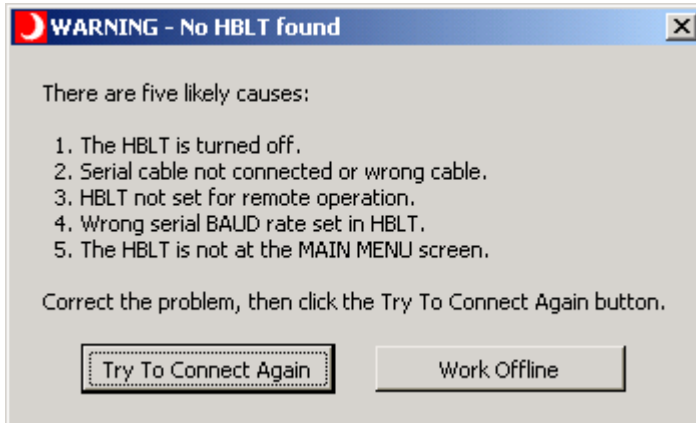 WARNING - No HBLT found
There are five likely causes:
1. The HBLT is turned off.
2. Serial cable not connected or wrong cable.
3. HBLT not set for remote operation.
4. Wrong serial BAUD rate set in HBLT.
5. The HBLT is not at the MAIN MENU screen.
Correct the problem, then click the Try To Connect Again button.
Try To Connect Again
Work Offline